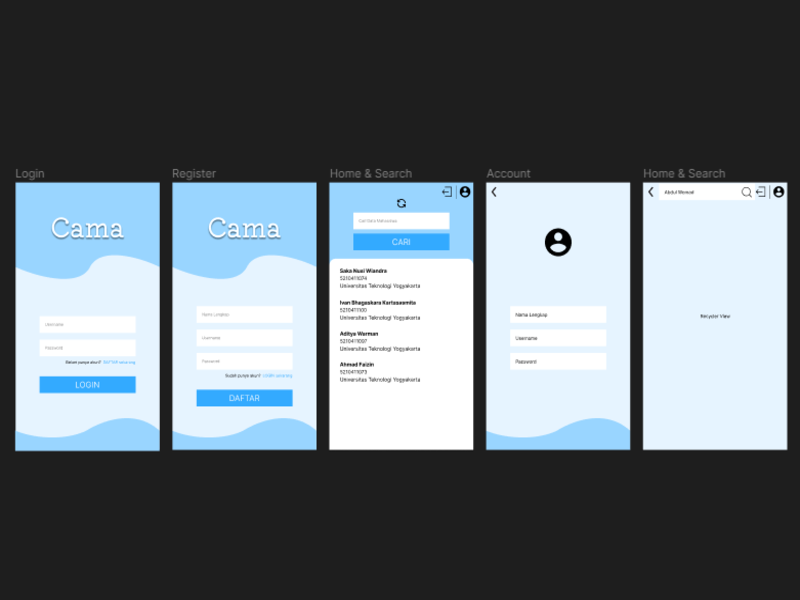 Login
Cama
Username
Password
Belum punya akun? DAFTAR sekarang
LOGIN
Register
Cama
Nama Lengkap
Username
Password
Sudah punya akun? LOGIN sekarang
DAFTAR
Home & Search
Cari Data Mahasiswa
CARI
Saka Nusi Wiandra
5210411074
Universitas Teknologi Yogyakarta
Ivan Bhagaskara Kartasasmita
5210411100
Universitas Teknologi Yogyakarta
Aditya Warman
5210411097
Universitas Teknologi Yogyakarta
Ahmad Faizin
5210411073
Universitas Teknologi Yogyakarta
Account
Nama Lengkap
Username
Password
Home & Search
Abdul
Recycler View